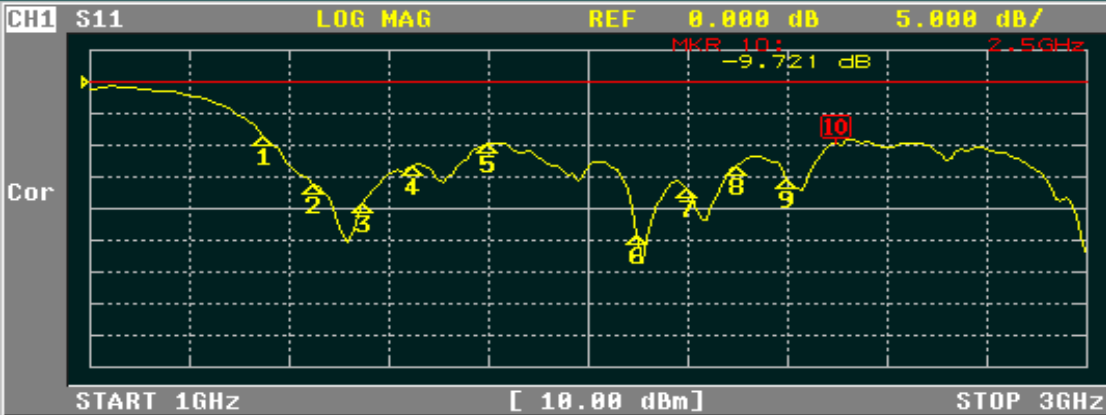 CH1 S11 LOG MAG REF 0.000 dB 5.000 dB/
MKR 10: 2.5GHz
-9.721 dB
10
1
5
4
8
Cor
2
9
7
3
6
START 1GHz [ 10.00 dBm] STOP 3GHz